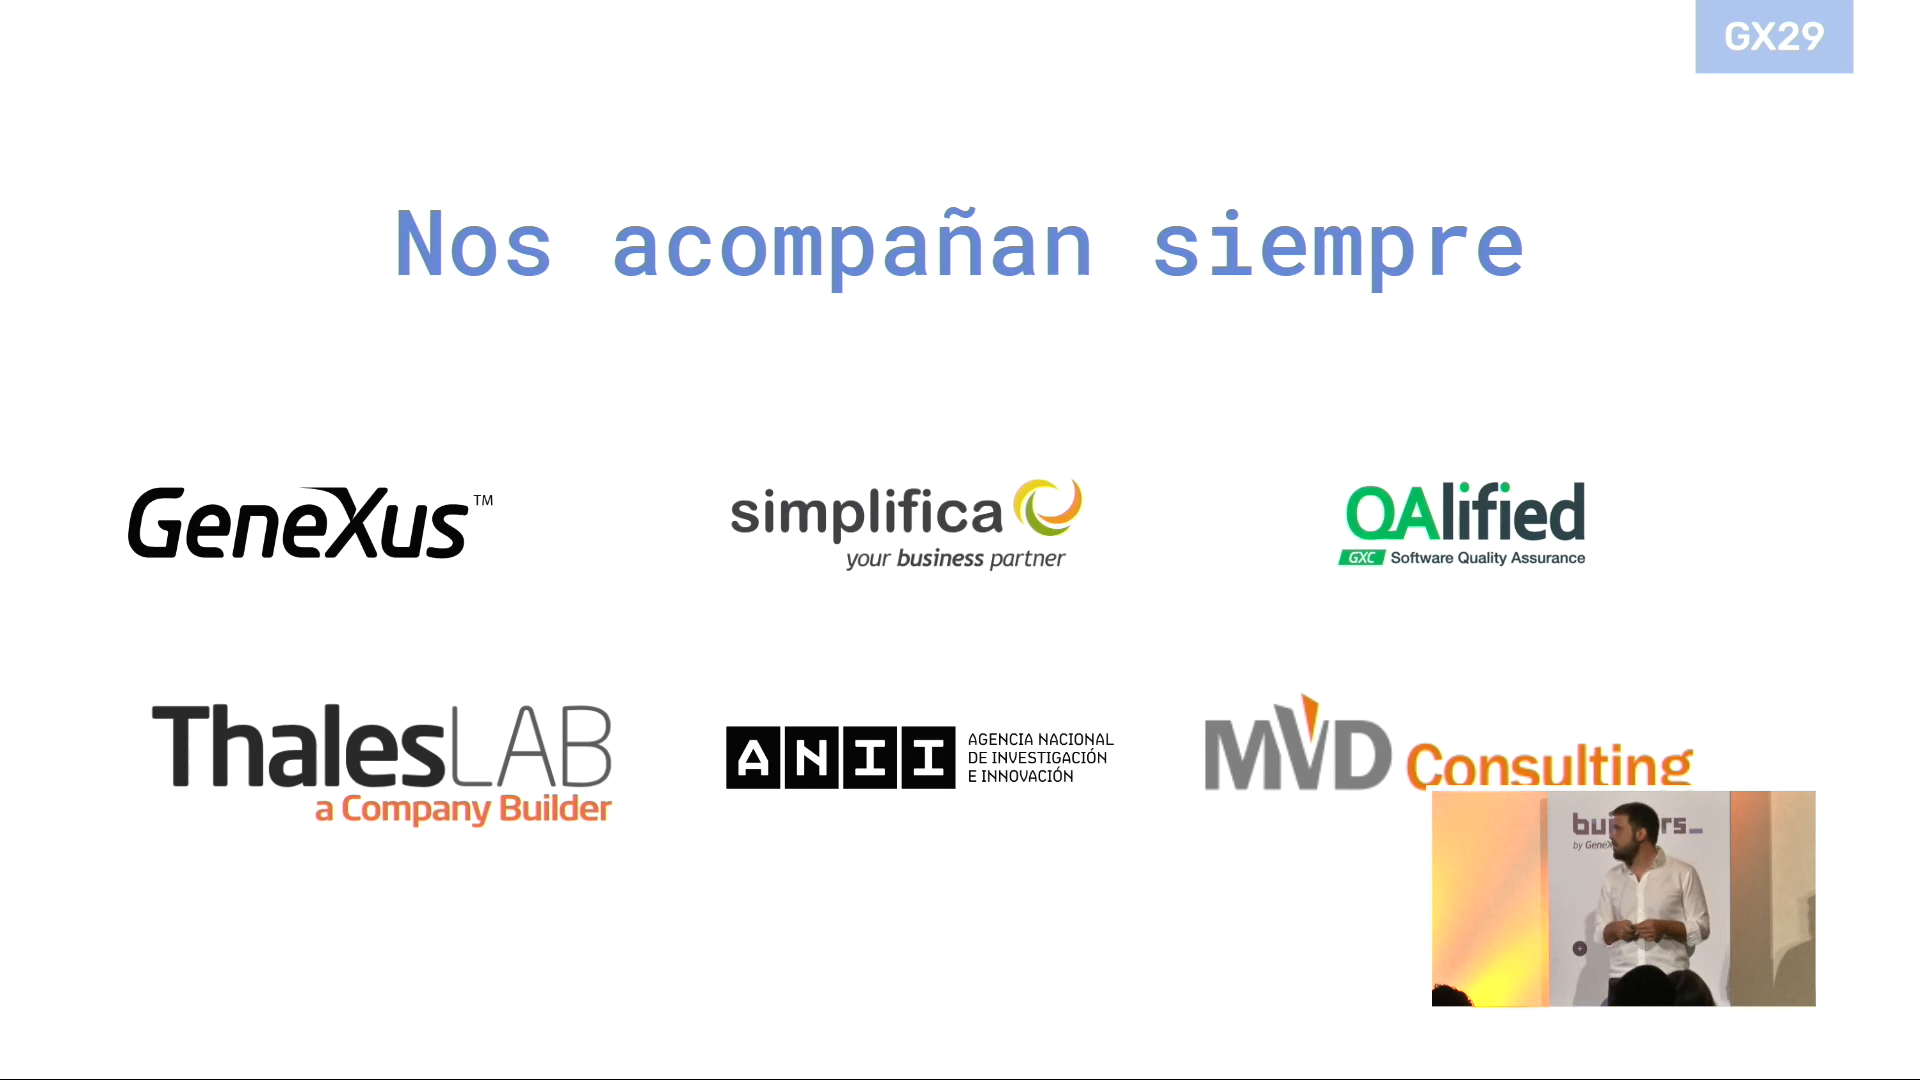 GX29
Nos acompañan siempre
GeneXus™
simplifica
your business partner
QAlified
GXC Software Quality Assurance
ThalesLAB
a Company Builder
ANII
AGENCIA NACIONAL
DE INVESTIGACIÓN
E INNOVACIÓN
MVD Consulting
by